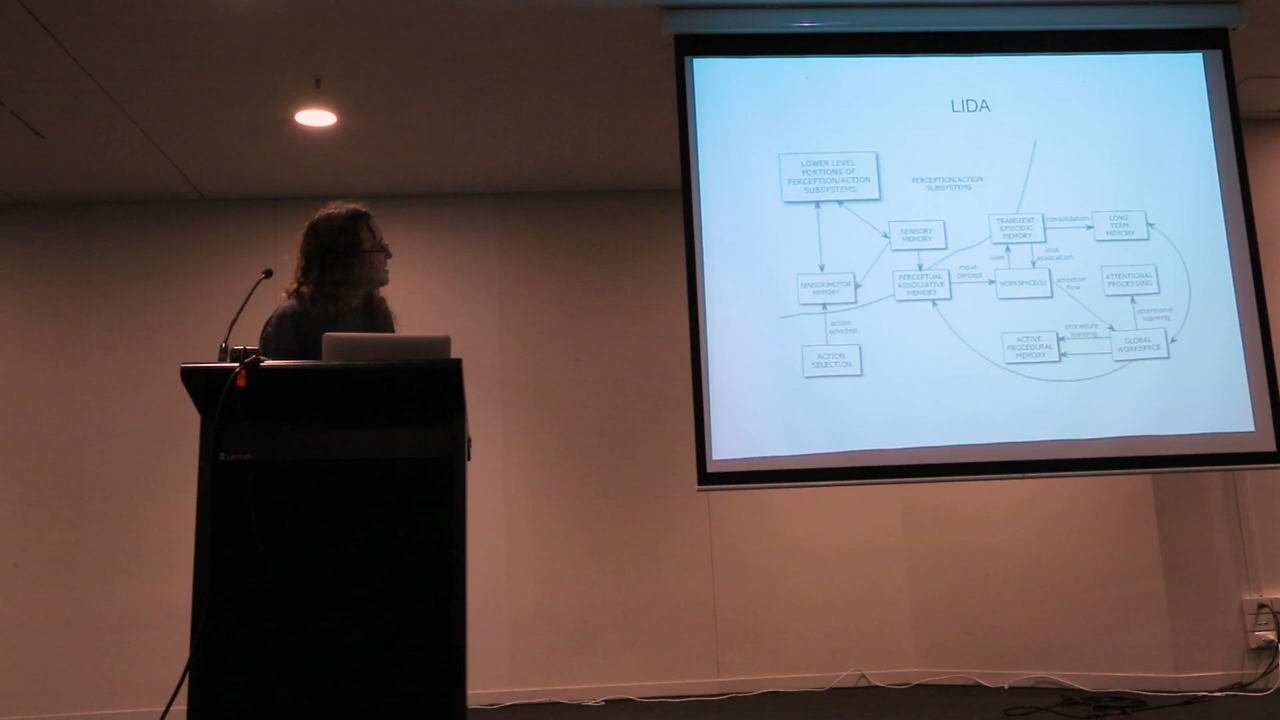 LIDA
LOWER LEVEL
PORTIONS OF
PERCEPTION/ACTION
SUBSYSTEMS
PERCEPTION/ACTION
SUBSYSTEMS
SENSORY
MEMORY
TRANSIENT
EPISODIC
MEMORY
consolidation
LONG
TERM
MEMORY
cues
local
association
SENSORIMOTOR
MEMORY
PERCEPTUAL
ASSOCIATIVE
MEMORY
move
percept
WORKSPACE(S)
attention
flow
ATTENTIONAL
PROCESSING
attentional
learning
action
selected
procedure
learning
ACTION
SELECTION
ACTIVE
PROCEDURAL
MEMORY
GLOBAL
WORKSPACE